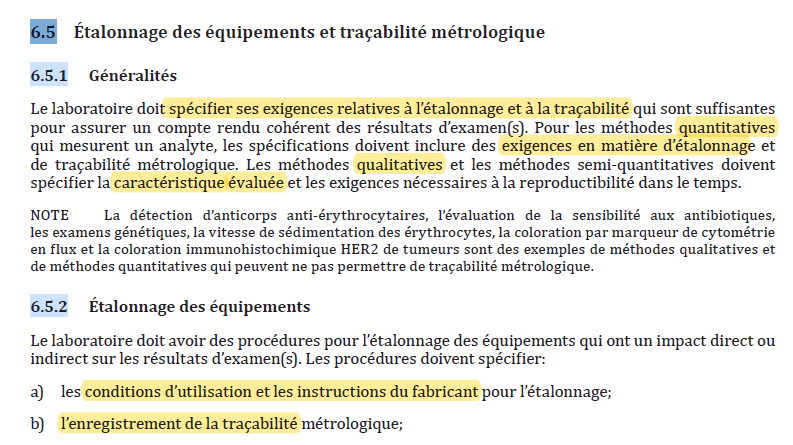 6.5 Étalonnage des équipements et traçabilité métrologique
6.5.1 Généralités
Le laboratoire doit spécifier ses exigences relatives à l'étalonnage et à la traçabilité qui sont suffisantes
pour assurer un compte rendu cohérent des résultats d'examen(s). Pour les méthodes quantitatives
qui mesurent un analyte, les spécifications doivent inclure des exigences en matière d'étalonnage et
de traçabilité métrologique. Les méthodes qualitatives et les méthodes semi-quantitatives doivent
spécifier la caractéristique évaluée et les exigences nécessaires à la reproductibilité dans le temps.
NOTE La détection d'anticorps anti-érythrocytaires, l'évaluation de la sensibilité aux antibiotiques,
les examens génétiques, la vitesse de sédimentation des érythrocytes, la coloration par marqueur de cytométrie
en flux et la coloration immunohistochimique HER2 de tumeurs sont des exemples de méthodes qualitatives et
de méthodes quantitatives qui peuvent ne pas permettre de traçabilité métrologique.
6.5.2 Étalonnage des équipements
Le laboratoire doit avoir des procédures pour l'étalonnage des équipements qui ont un impact direct ou
indirect sur les résultats d'examen(s). Les procédures doivent spécifier:
a) les conditions d'utilisation et les instructions du fabricant pour l'étalonnage;
b) l'enregistrement de la traçabilité métrologique;